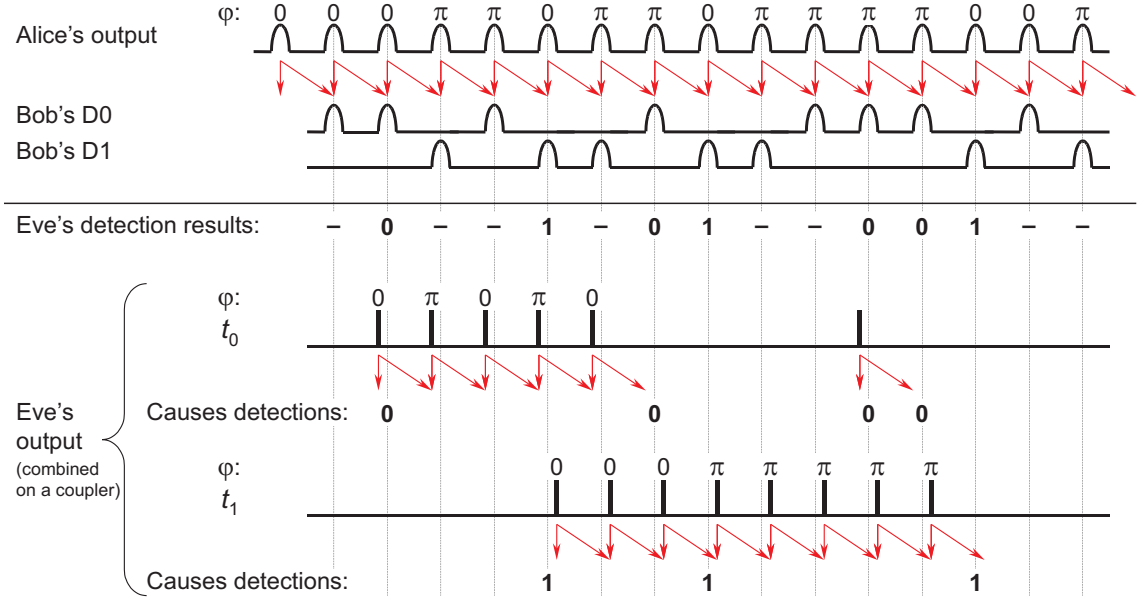 φ: 0 0 0 π π 0 π π 0 π π π π 0 0 π
Alice's output
Bob's D0
Bob's D1
Eve's detection results: – 0 – – 1 – 0 1 – – 0 0 1 – –
φ: 0 π 0 π 0
t0
Causes detections: 0 0 0 0
Eve's
output
(combined
on a coupler)
φ: 0 0 0 π π π π π
t1
Causes detections: 1 1 1